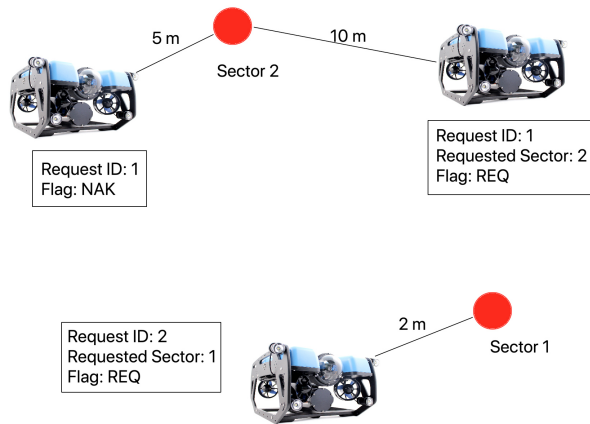 5 m
10 m
Sector 2
Request ID: 1
Requested Sector: 2
Flag: REQ
Request ID: 1
Flag: NAK
2 m
Sector 1
Request ID: 2
Requested Sector: 1
Flag: REQ